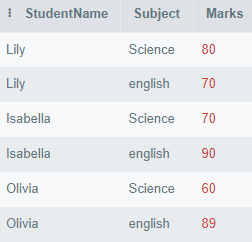 StudentName Subject Marks
Lily Science 80
Lily english 70
Isabella Science 70
Isabella english 90
Olivia Science 60
Olivia english 89